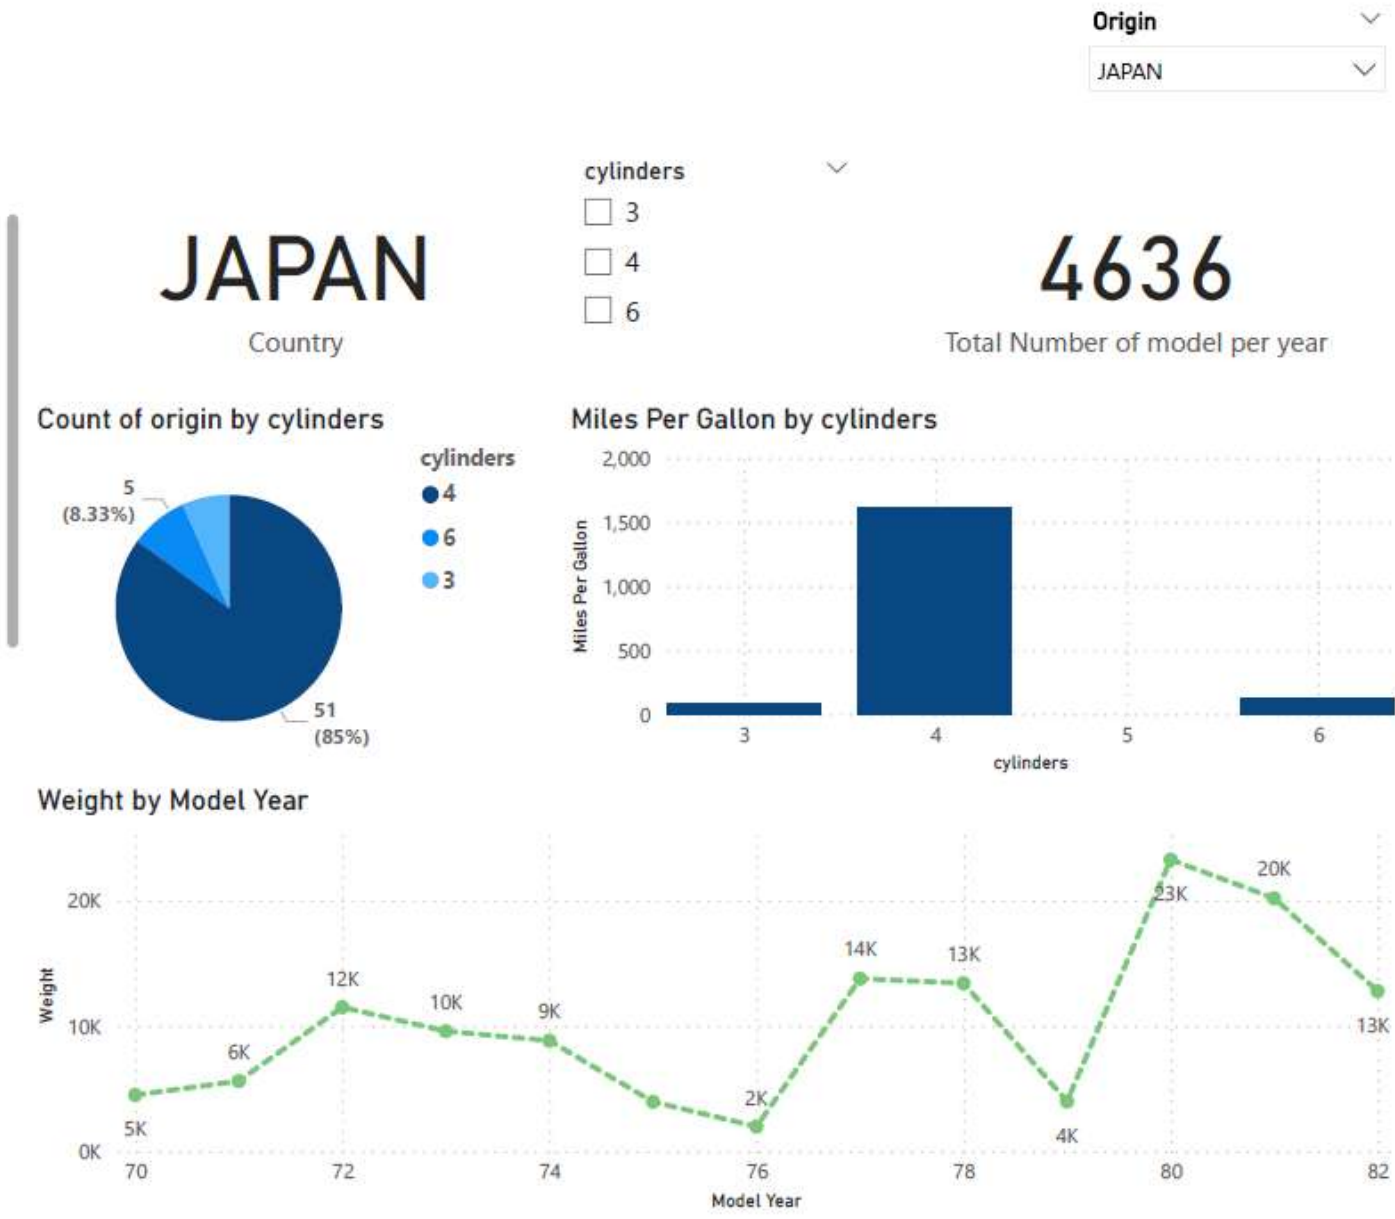 Origin
JAPAN
cylinders
3
4
6
JAPAN
Country
4636
Total Number of model per year
Count of origin by cylinders
cylinders
4
6
3
5
(8.33%)
51
(85%)
Miles Per Gallon by cylinders
2,000
1,500
1,000
500
0
Miles Per Gallon
3 4 5 6
cylinders
Weight by Model Year
20K
10K
0K
Weight
5K
6K
12K
10K
9K
2K
14K
13K
4K
23K
20K
13K
70 72 74 76 78 80 82
Model Year